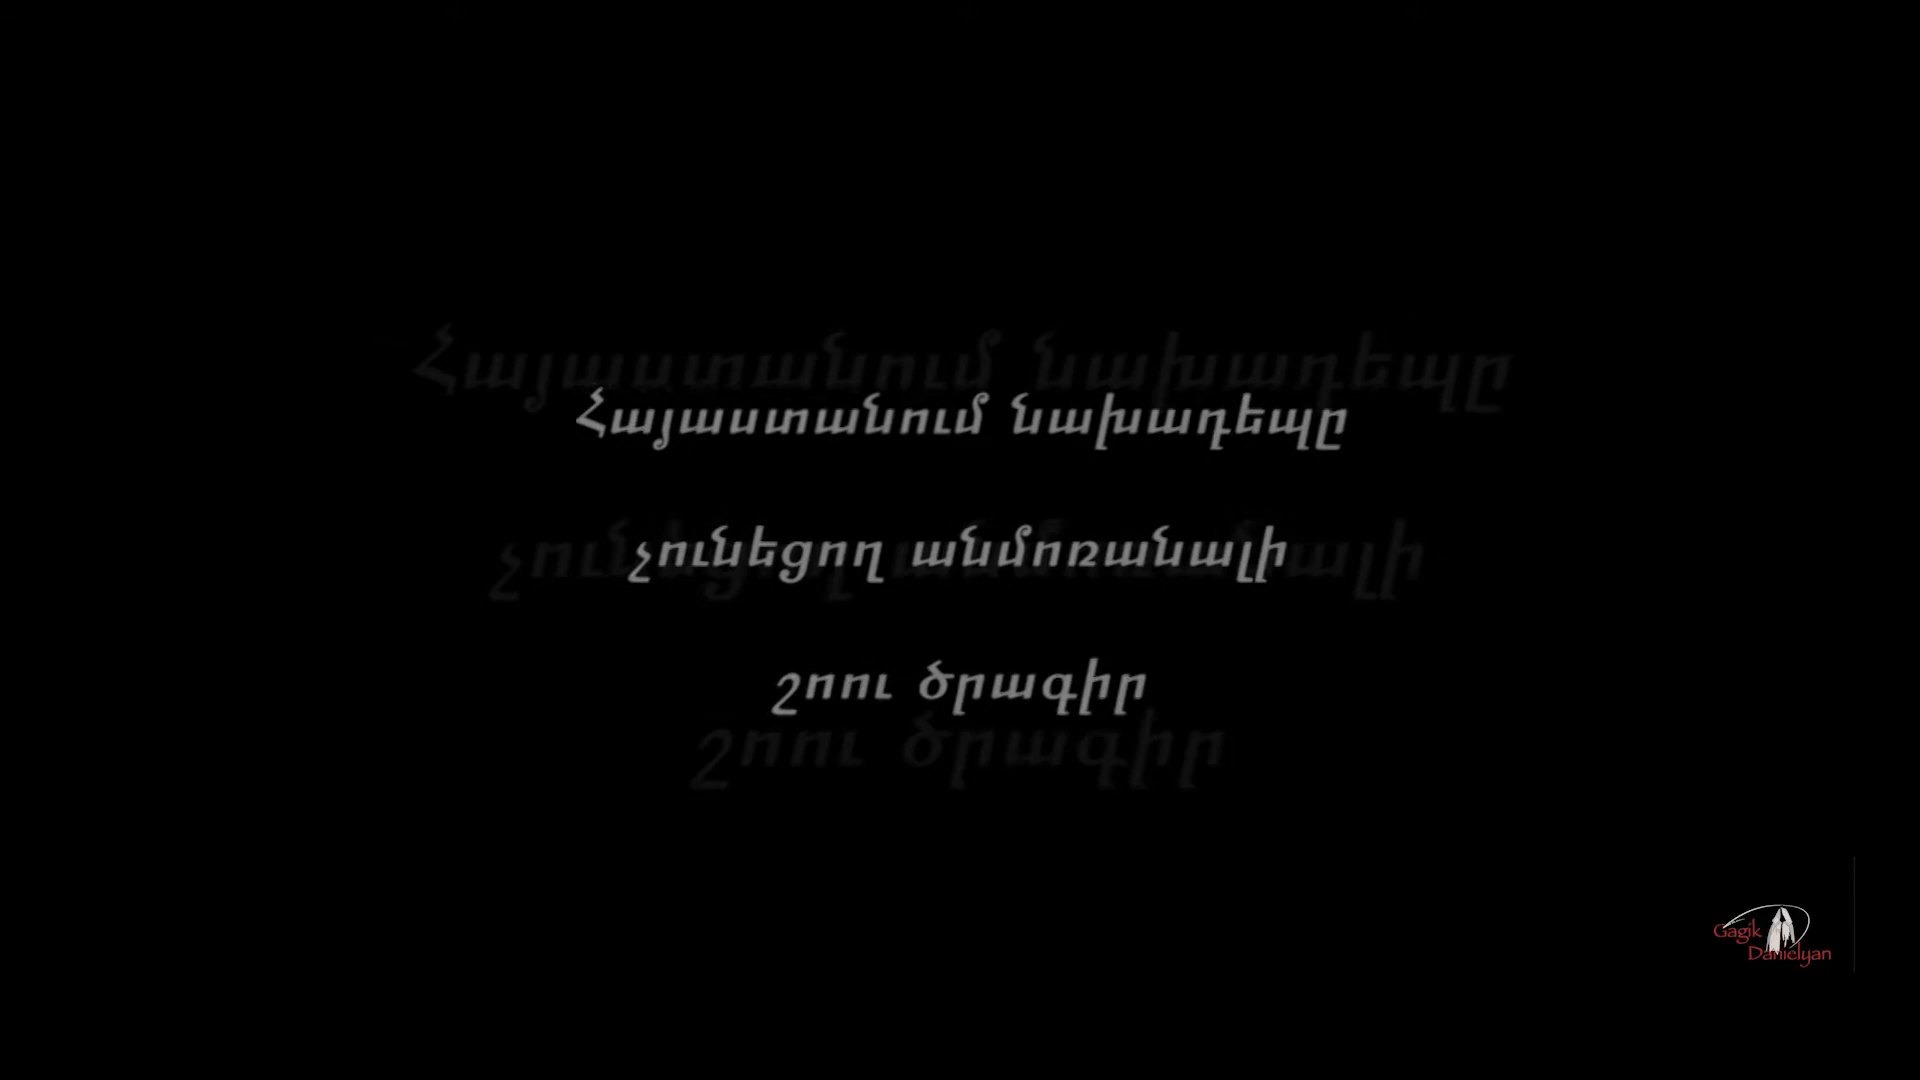 Հայաստանում նախադեպը
չունեցող անմոռանալի
շոու ծրագիր
Gagik
Danielyan